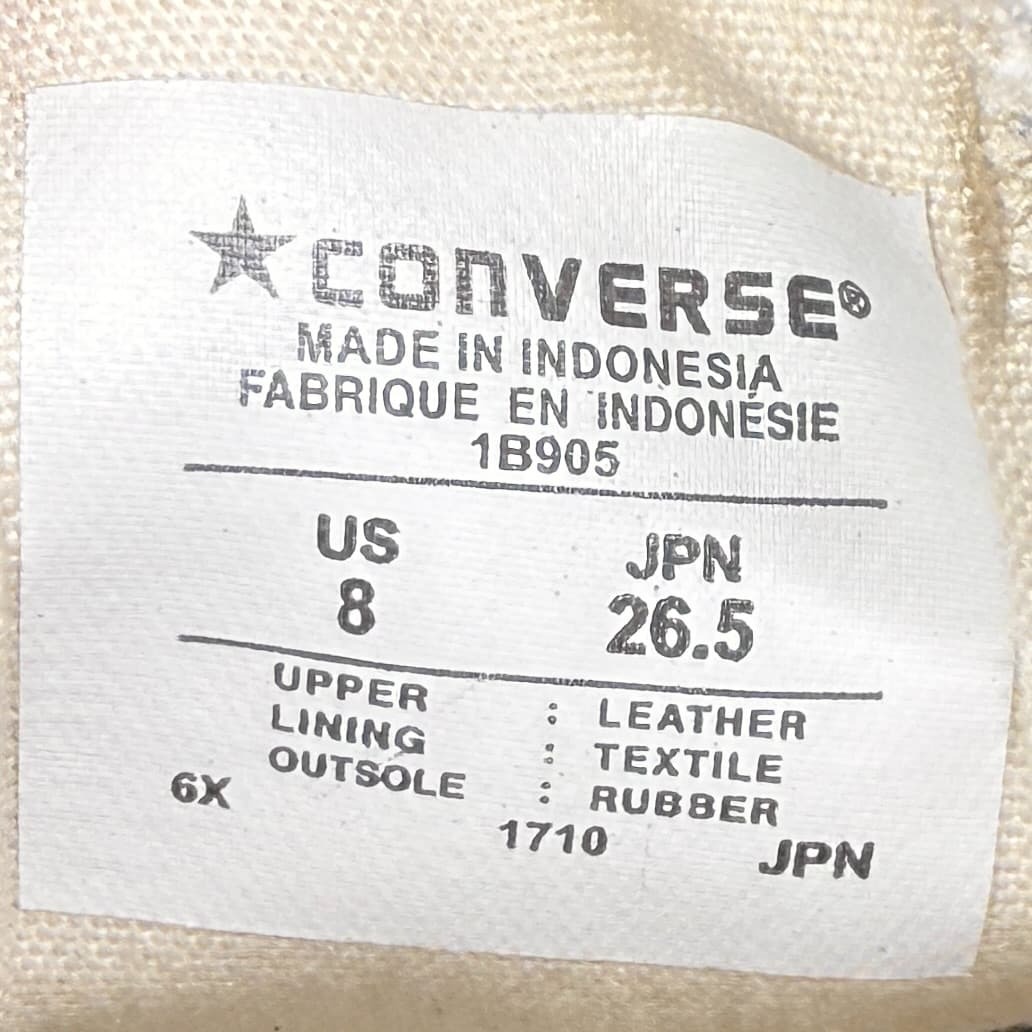 CONVERSE®
MADE IN INDONESIA
FABRIQUE EN INDONÉSIE
1B905
US JPN
8 26.5
UPPER : LEATHER
LINING : TEXTILE
OUTSOLE : RUBBER
6X 1710 JPN